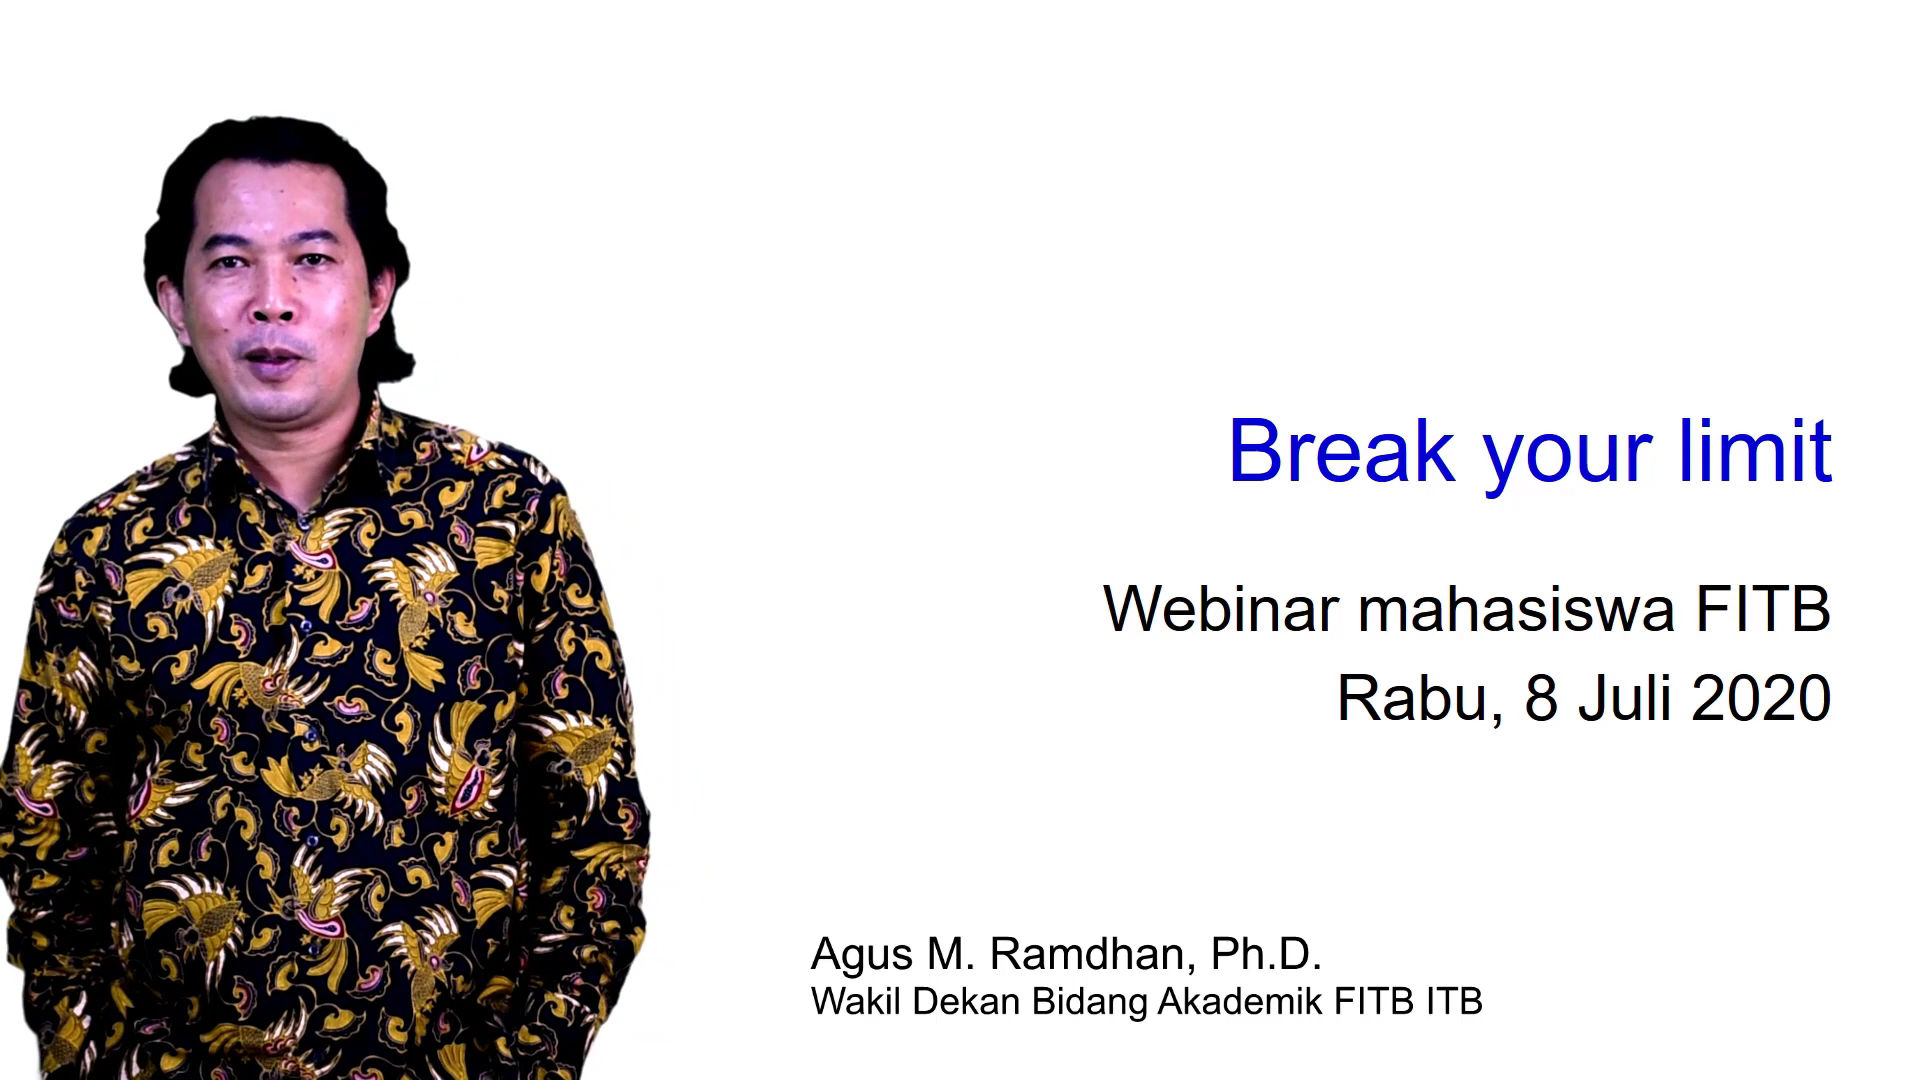 Break your limit
Webinar mahasiswa FITB
Rabu, 8 Juli 2020
Agus M. Ramdhan, Ph.D.
Wakil Dekan Bidang Akademik FITB ITB